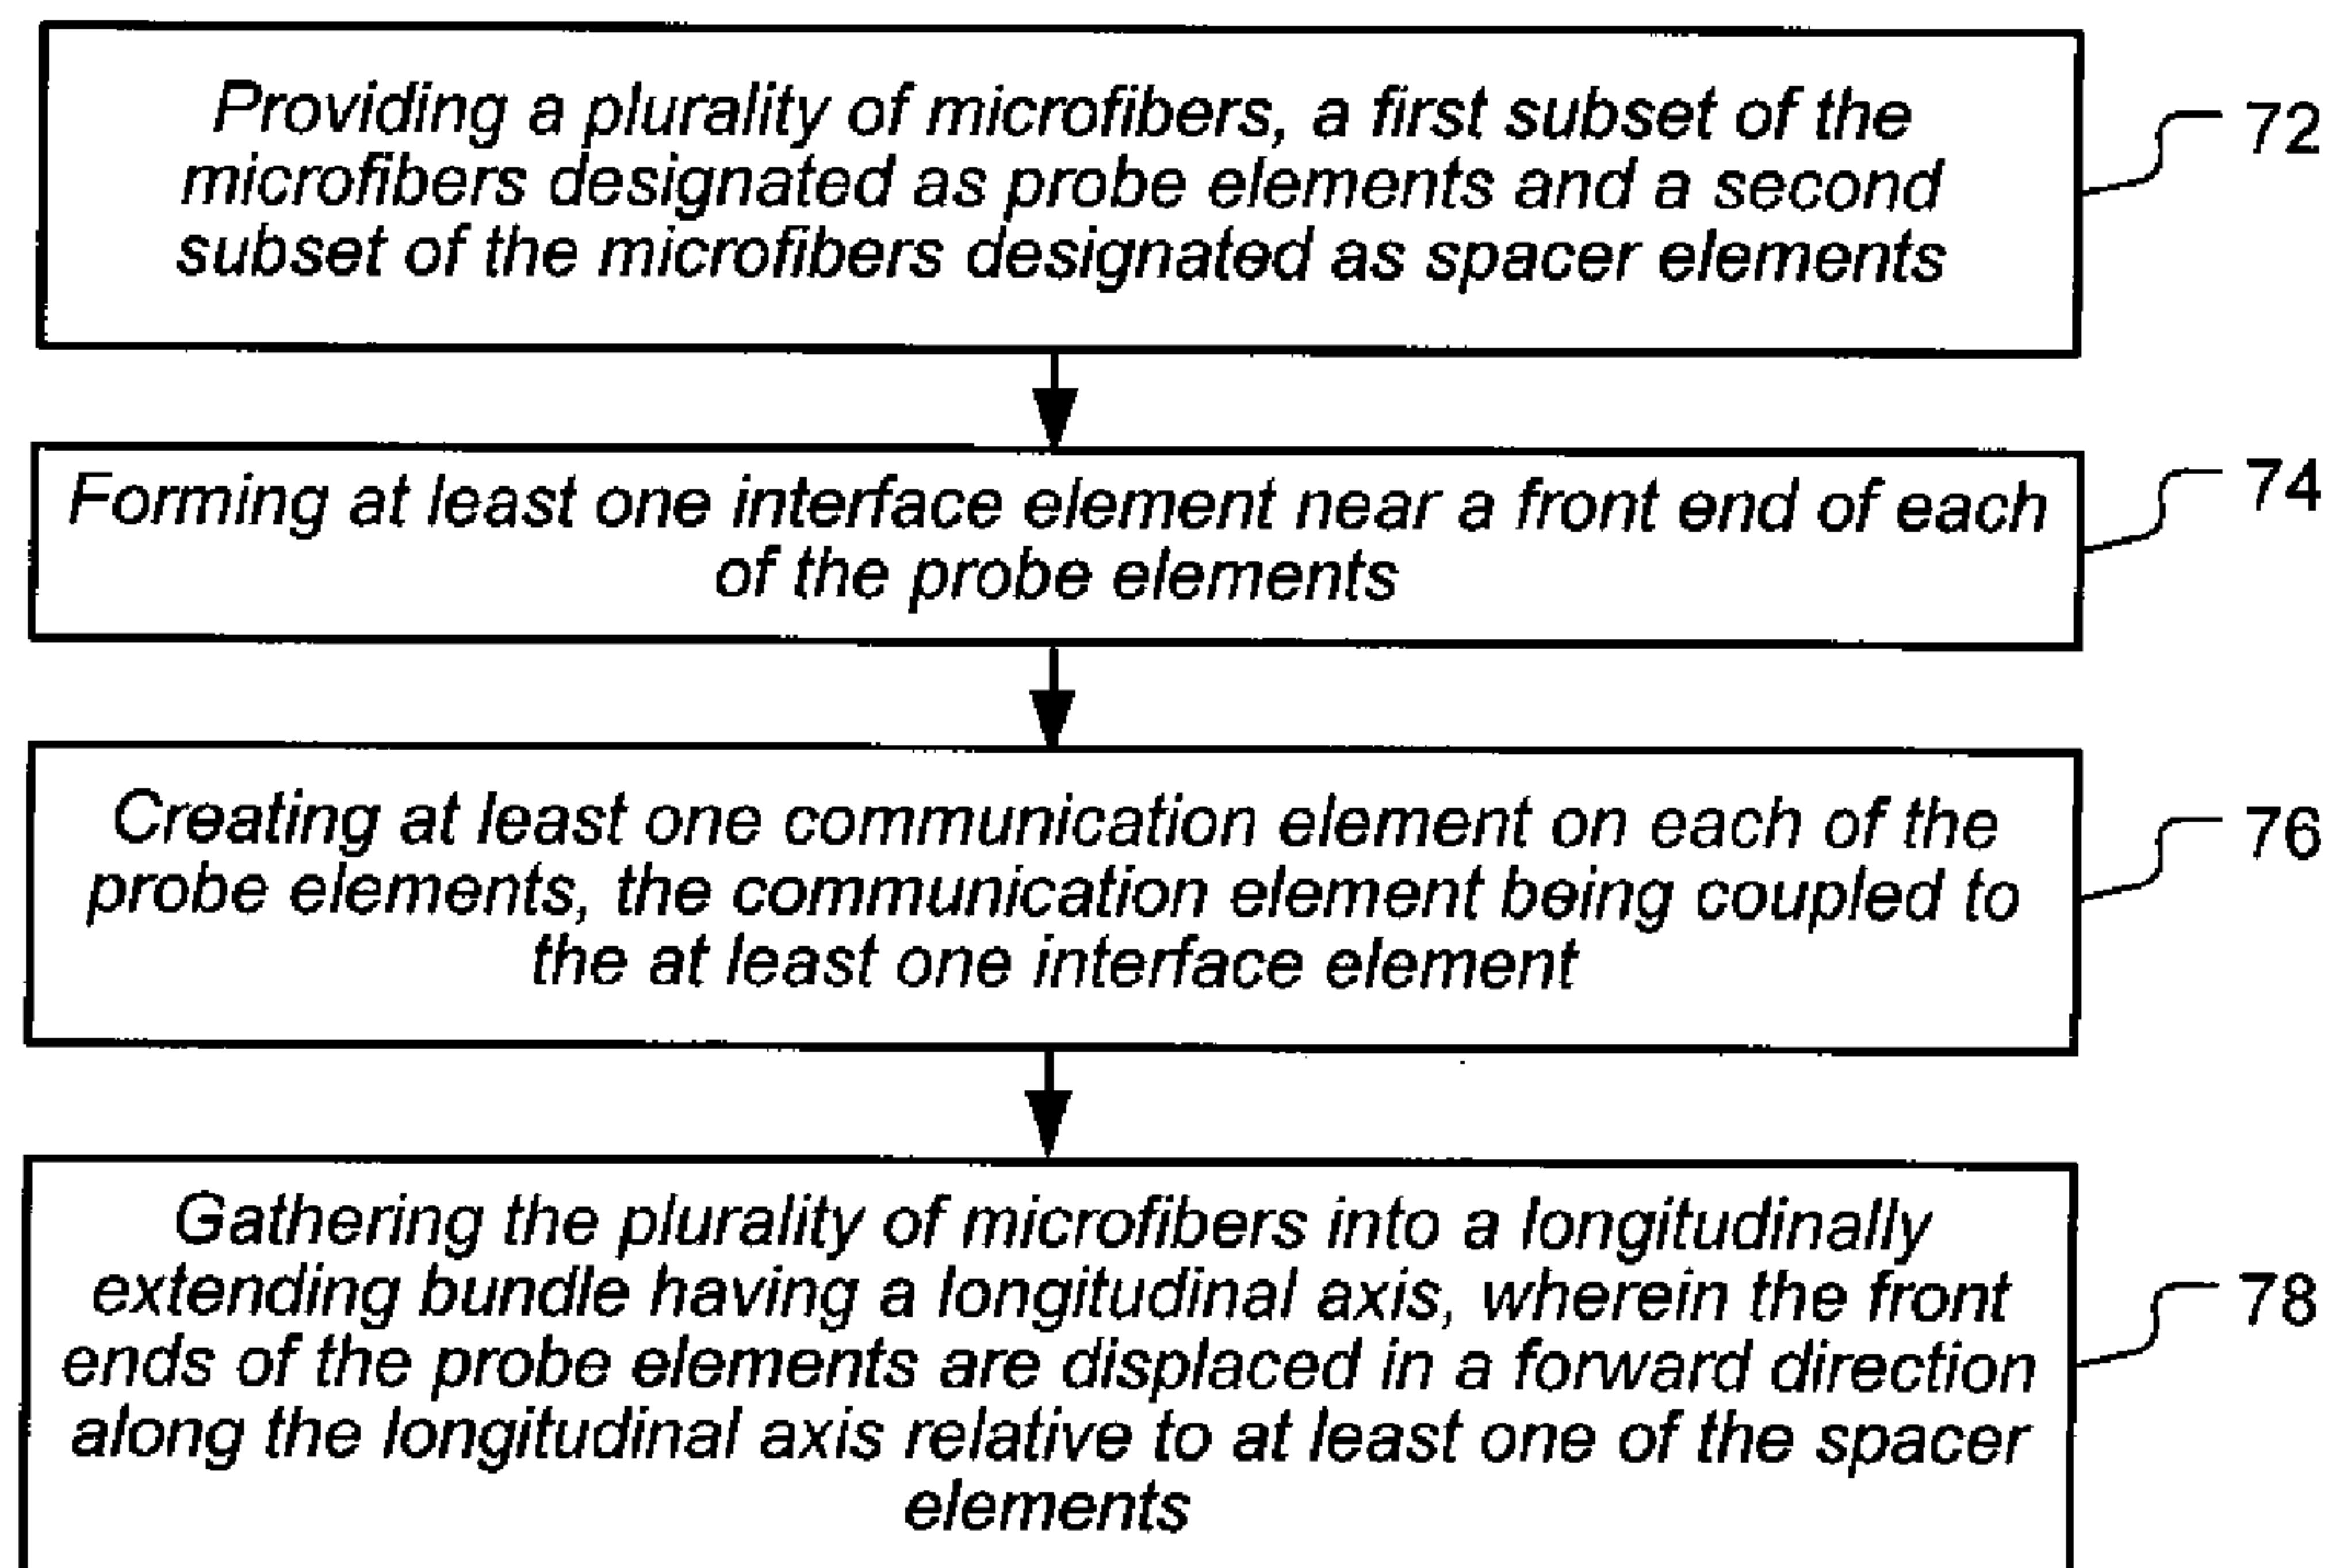 Providing a plurality of microfibers, a first subset of the
microfibers designated as probe elements and a second
subset of the microfibers designated as spacer elements
72
Forming at least one interface element near a front end of each
of the probe elements
74
Creating at least one communication element on each of the
probe elements, the communication element being coupled to
the at least one interface element
76
Gathering the plurality of microfibers into a longitudinally
extending bundle having a longitudinal axis, wherein the front
ends of the probe elements are displaced in a forward direction
along the longitudinal axis relative to at least one of the spacer
elements
78